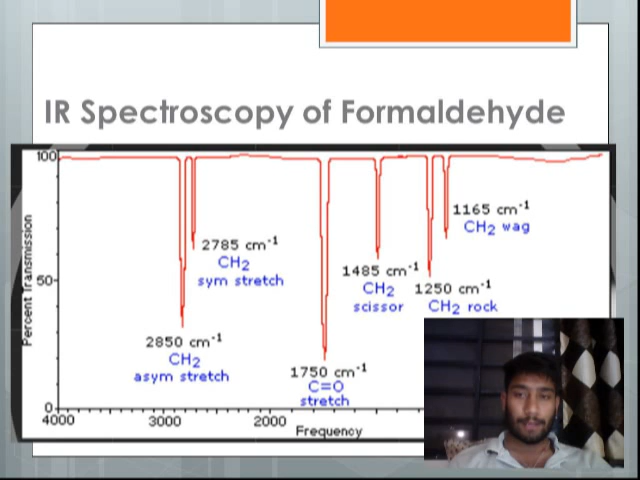 IR Spectroscopy of Formaldehyde
100
1165 cm-1
CH2 wag
2785 cm-1
CH2
sym stretch
1485 cm-1
CH2
scissor
1250 cm-1
CH2 rock
50
Percent Transmission
2850 cm-1
CH2
asym stretch
1750 cm-1
C=O
stretch
0
4000
3000
2000
Frequency